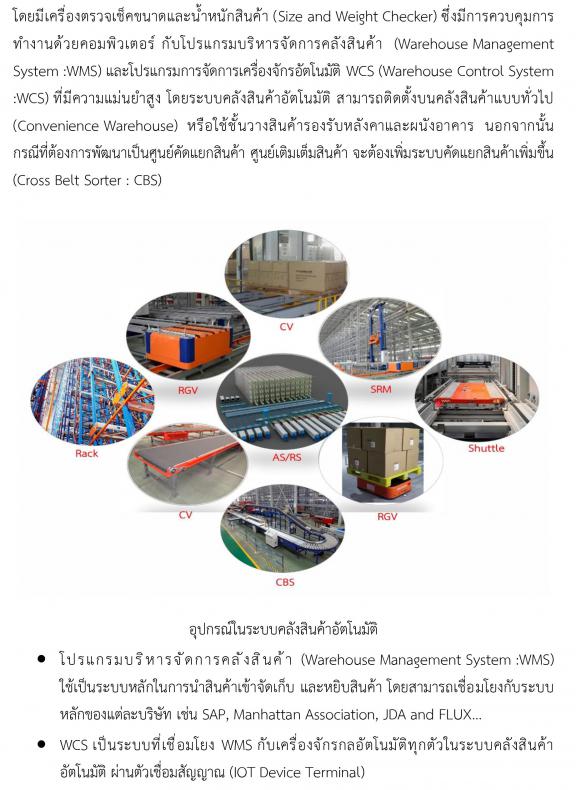 โดยมีเครื่องตรวจเช็คขนาดและน้ำหนักสินค้า (Size and Weight Checker) ซึ่งมีการควบคุมการ
ทำงานด้วยคอมพิวเตอร์ กับโปรแกรมบริหารจัดการคลังสินค้า (Warehouse Management
System :WMS) และโปรแกรมการจัดการเครื่องจักรอัตโนมัติ WCS (Warehouse Control System
:WCS) ที่มีความแม่นยำสูง โดยระบบคลังสินค้าอัตโนมัติ สามารถติดตั้งบนคลังสินค้าแบบทั่วไป
(Convenience Warehouse) หรือใช้ชั้นวางสินค้ารองรับหลังคาและผนังอาคาร นอกจากนั้น
กรณีที่ต้องการพัฒนาเป็นศูนย์คัดแยกสินค้า ศูนย์เติมเต็มสินค้า จะต้องเพิ่มระบบคัดแยกสินค้าเพิ่มขึ้น
(Cross Belt Sorter : CBS)
CV
RGV
SRM
Rack
AS/RS
Shuttle
CV
RGV
CBS
อุปกรณ์ในระบบคลังสินค้าอัตโนมัติ
● โปรแกรมบริหารจัดการคลังสินค้า (Warehouse Management System :WMS)
ใช้เป็นระบบหลักในการนำสินค้าเข้าจัดเก็บ และหยิบสินค้า โดยสามารถเชื่อมโยงกับระบบ
หลักของแต่ละบริษัท เช่น SAP, Manhattan Association, JDA and FLUX...
● WCS เป็นระบบที่เชื่อมโยง WMS กับเครื่องจักรกลอัตโนมัติทุกตัวในระบบคลังสินค้า
อัตโนมัติ ผ่านตัวเชื่อมสัญญาณ (IOT Device Terminal)